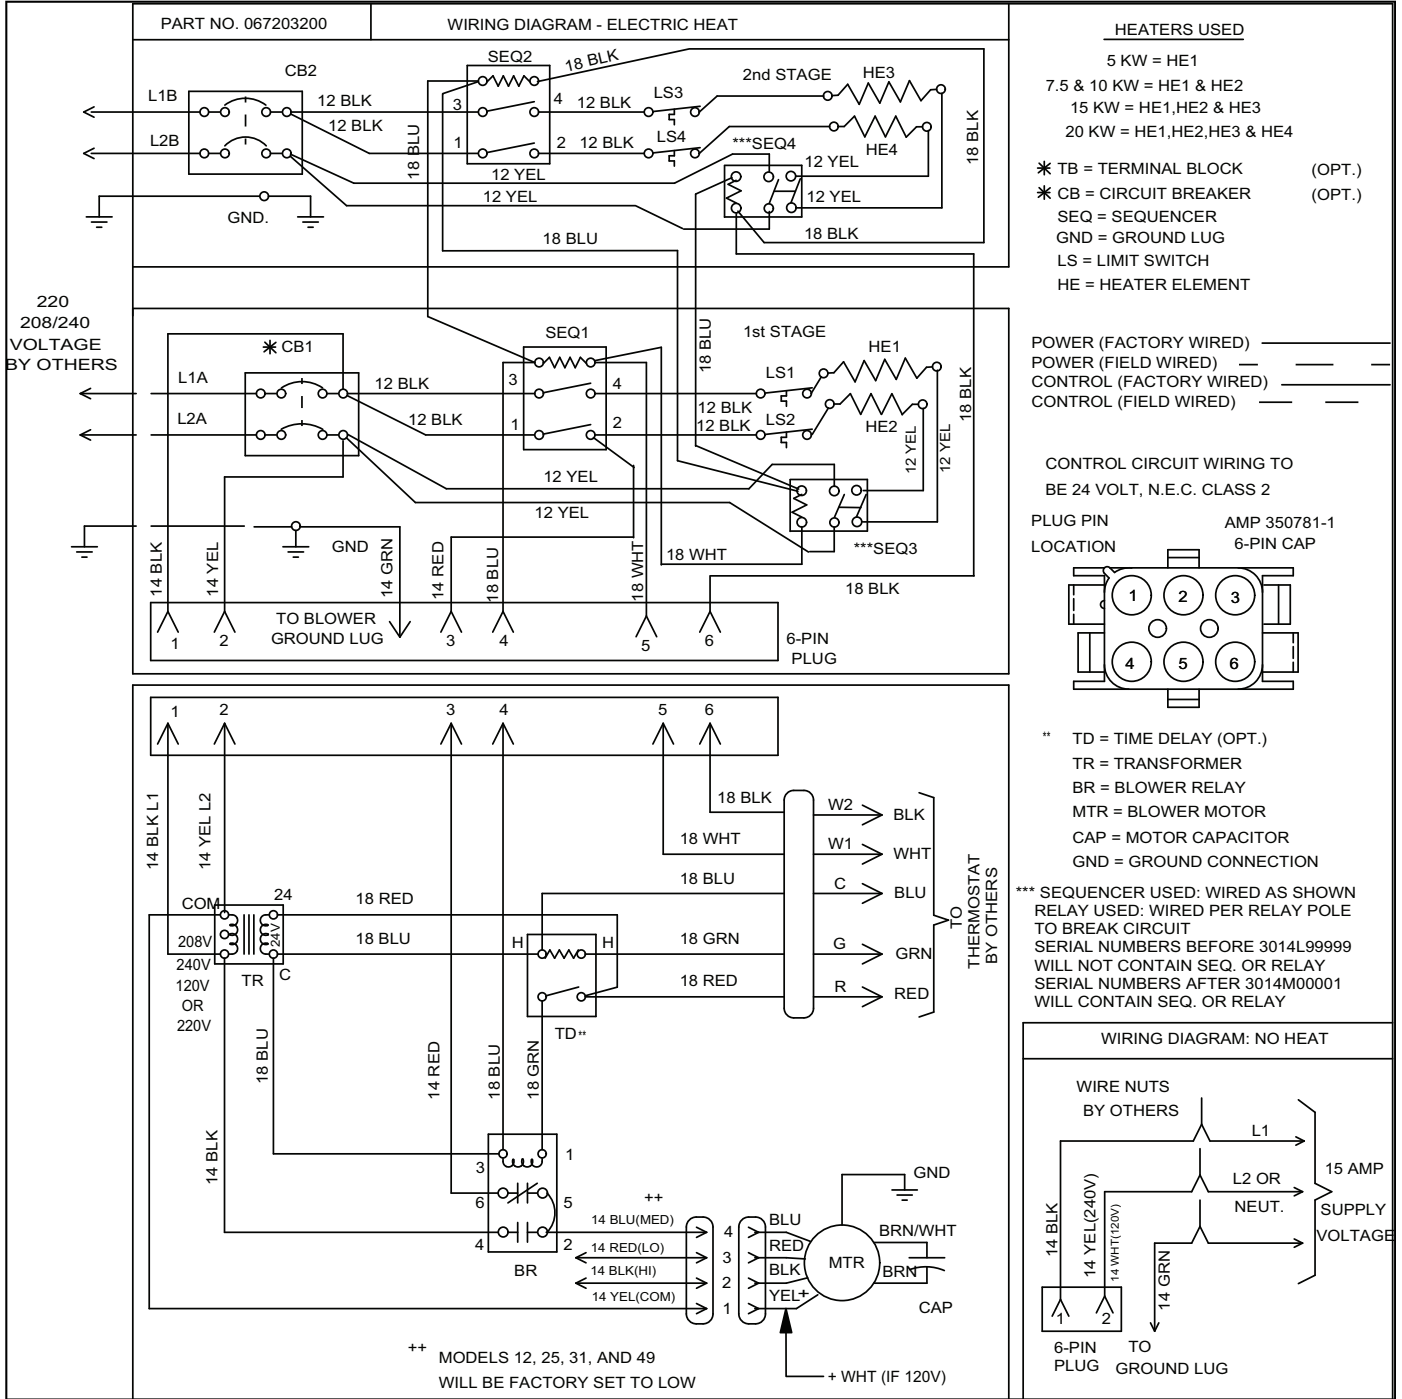 PART NO. 067203200
WIRING DIAGRAM - ELECTRIC HEAT
CB2
SEQ2
18 BLK
L1B
12 BLK
3
4
12 BLK
LS3
2nd STAGE
HE3
12 BLK
L2B
1
2
12 BLK
LS4
HE4
***SEQ4
18 BLU
12 YEL
12 YEL
12 YEL
12 YEL
18 BLK
GND.
18 BLU
18 BLK
220
208/240
VOLTAGE
BY OTHERS
SEQ1
1st STAGE
18 BLU
✳ CB1
HE1
LS1
L1A
12 BLK
3
4
12 BLK
L2A
12 BLK
1
2
12 BLK
LS2
HE2
18 BLK
12 YEL
12 YEL
12 YEL
12 YEL
GND
***SEQ3
18 WHT
18 BLK
14 BLK
14 YEL
14 GRN
14 RED
18 BLU
18 WHT
TO BLOWER
GROUND LUG
1
2
3
4
5
6
6-PIN
PLUG
1
2
3
4
5
6
14 BLK L1
14 YEL L2
18 BLK
W2
BLK
18 WHT
W1
WHT
18 BLU
C
BLU
18 GRN
G
GRN
18 RED
R
RED
TO
THERMOSTAT
BY OTHERS
COM
24
18 RED
208V
24V
18 BLU
H
H
240V
TR
C
120V
OR
220V
TD**
18 BLU
14 RED
18 BLU
18 GRN
14 BLK
3
1
6
5
4
2
BR
++
14 BLU(MED)
14 RED(LO)
14 BLK(HI)
14 YEL(COM)
4
3
2
1
BLU
RED
BLK
YEL+
MTR
GND
BRN/WHT
BRN
CAP
+ WHT (IF 120V)
++ MODELS 12, 25, 31, AND 49
WILL BE FACTORY SET TO LOW
HEATERS USED
5 KW = HE1
7.5 & 10 KW = HE1 & HE2
15 KW = HE1,HE2 & HE3
20 KW = HE1,HE2,HE3 & HE4
✳ TB = TERMINAL BLOCK (OPT.)
✳ CB = CIRCUIT BREAKER (OPT.)
SEQ = SEQUENCER
GND = GROUND LUG
LS = LIMIT SWITCH
HE = HEATER ELEMENT
POWER (FACTORY WIRED)
POWER (FIELD WIRED)
CONTROL (FACTORY WIRED)
CONTROL (FIELD WIRED)
CONTROL CIRCUIT WIRING TO
BE 24 VOLT, N.E.C. CLASS 2
PLUG PIN
LOCATION
AMP 350781-1
6-PIN CAP
1
2
3
4
5
6
** TD = TIME DELAY (OPT.)
TR = TRANSFORMER
BR = BLOWER RELAY
MTR = BLOWER MOTOR
CAP = MOTOR CAPACITOR
GND = GROUND CONNECTION
*** SEQUENCER USED: WIRED AS SHOWN
RELAY USED: WIRED PER RELAY POLE
TO BREAK CIRCUIT
SERIAL NUMBERS BEFORE 3014L99999
WILL NOT CONTAIN SEQ. OR RELAY
SERIAL NUMBERS AFTER 3014M00001
WILL CONTAIN SEQ. OR RELAY
WIRING DIAGRAM: NO HEAT
WIRE NUTS
BY OTHERS
L1
L2 OR
NEUT.
15 AMP
SUPPLY
VOLTAGE
14 BLK
14 YEL(240V)
14 WHT(120V)
14 GRN
1
2
6-PIN
PLUG
TO
GROUND LUG